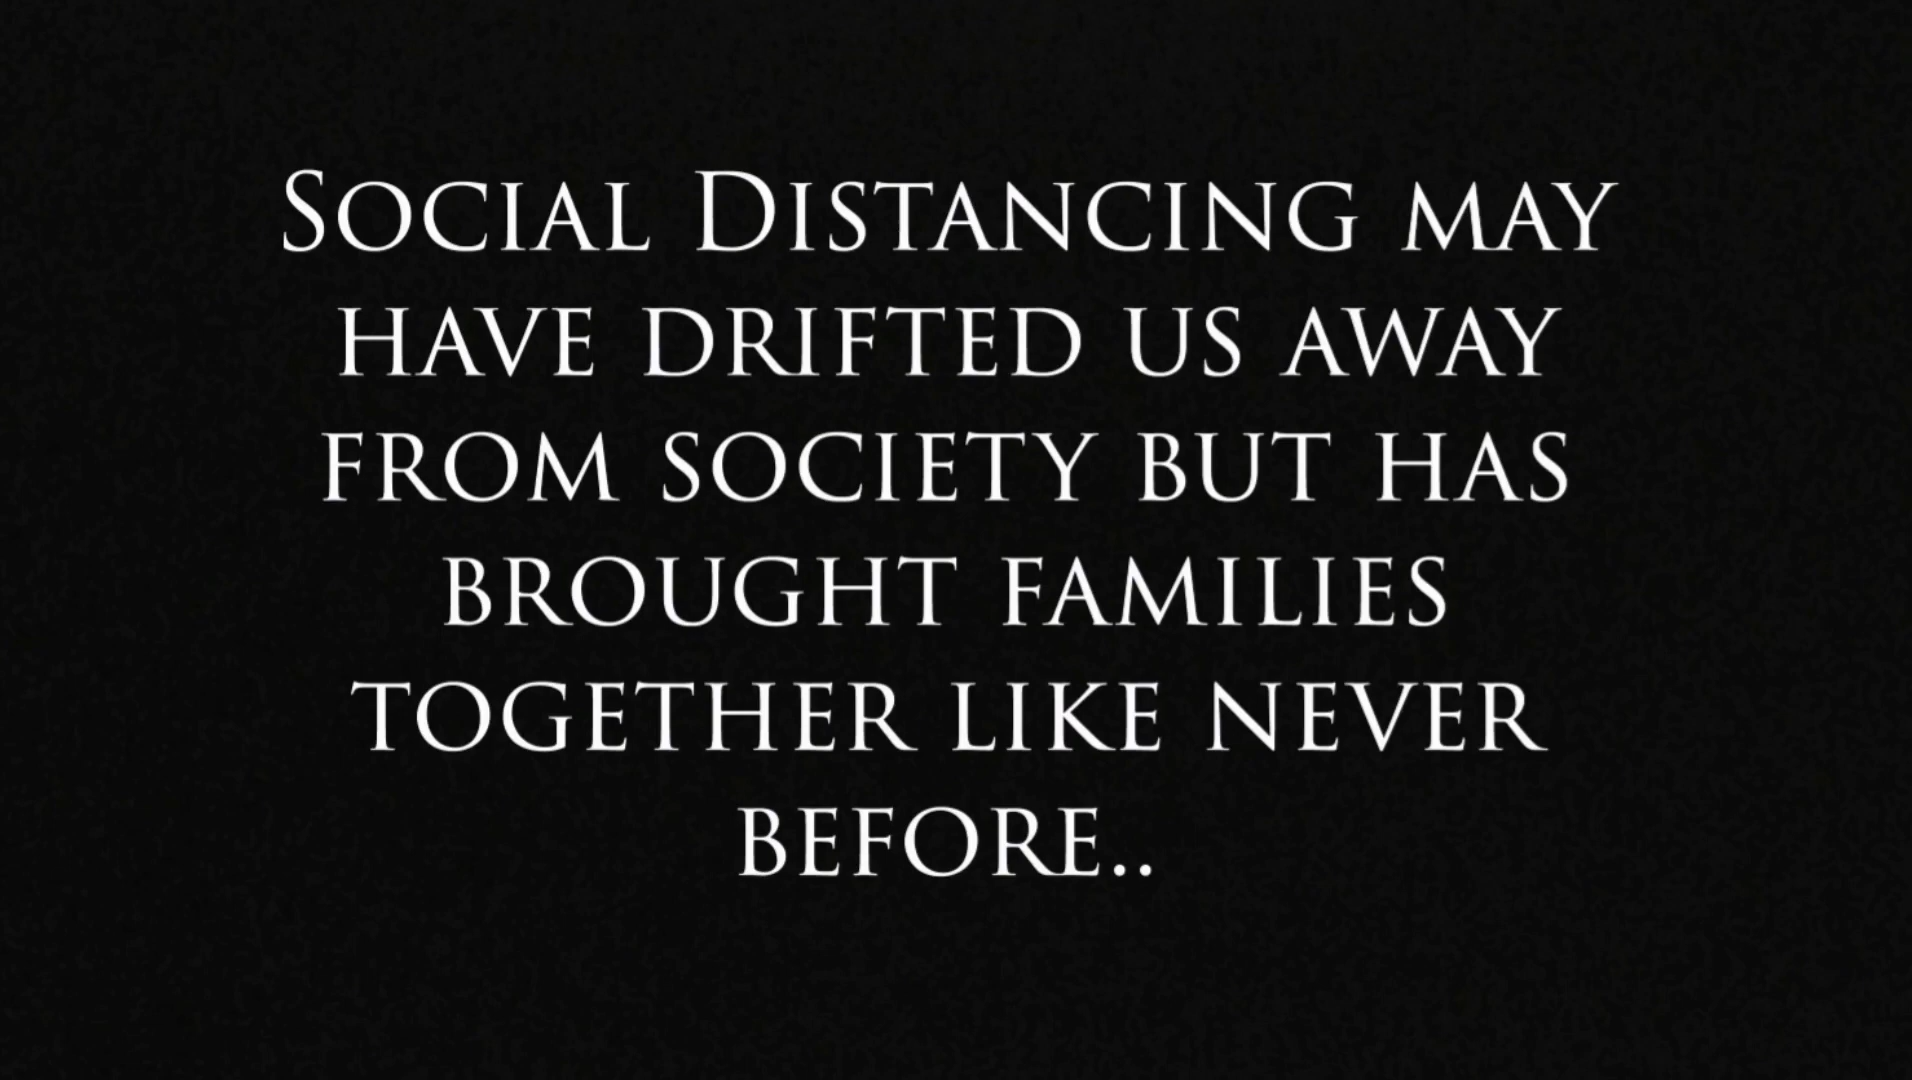 Social Distancing may
have drifted us away
from society but has
brought families
together like never
before..